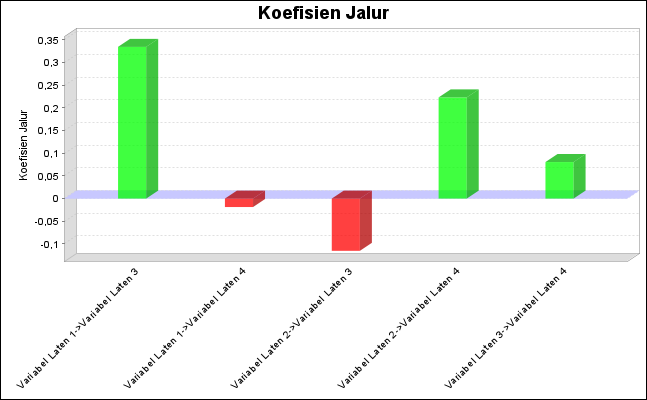 Koefisien Jalur
Koefisien Jalur
0,35
0,3
0,25
0,2
0,15
0,1
0,05
0
-0,05
-0,1
Variabel Laten 1->Variabel Laten 3
Variabel Laten 1->Variabel Laten 4
Variabel Laten 2->Variabel Laten 3
Variabel Laten 2->Variabel Laten 4
Variabel Laten 3->Variabel Laten 4